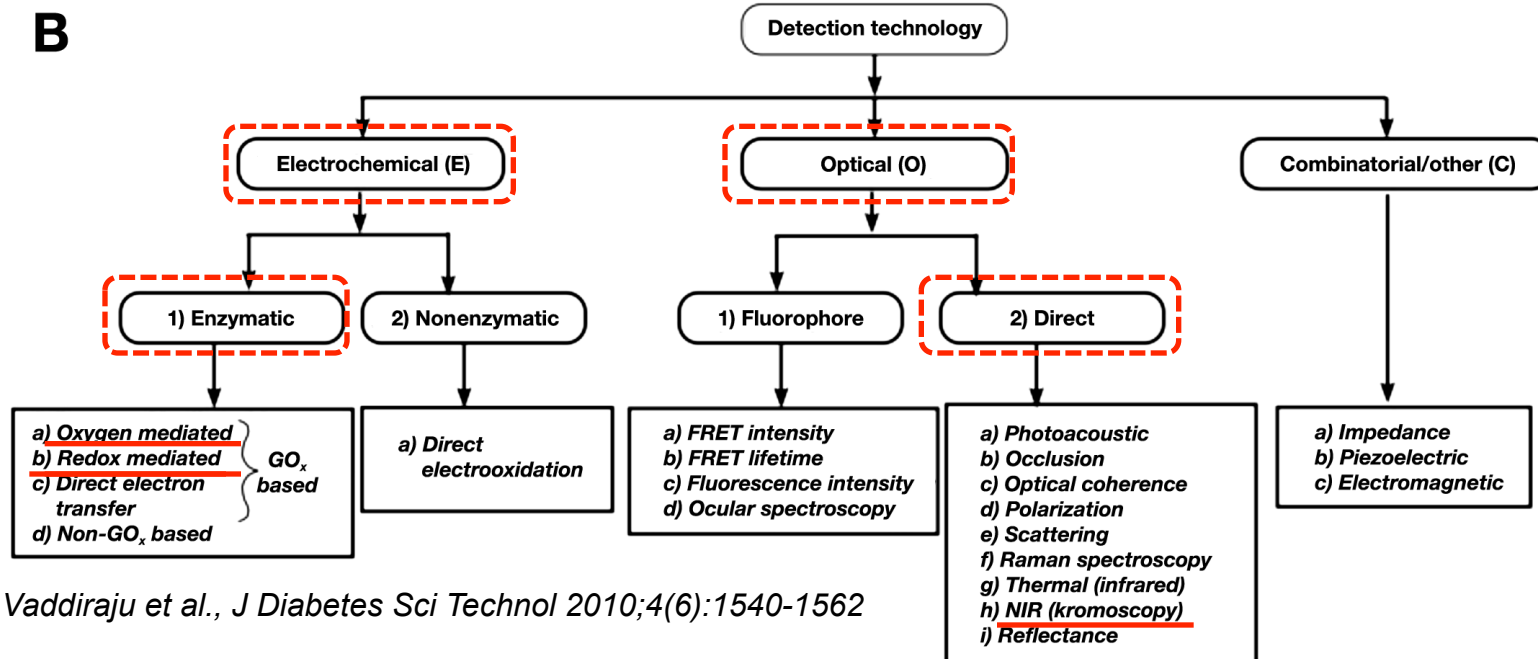 B
Detection technology
Electrochemical (E)
Optical (O)
Combinatorial/other (C)
1) Enzymatic
2) Nonenzymatic
1) Fluorophore
2) Direct
a) Oxygen mediated
b) Redox mediated
c) Direct electron
transfer
d) Non-GOx based
GOx
based
a) Direct
electrooxidation
a) FRET intensity
b) FRET lifetime
c) Fluorescence intensity
d) Ocular spectroscopy
a) Photoacoustic
b) Occlusion
c) Optical coherence
d) Polarization
e) Scattering
f) Raman spectroscopy
g) Thermal (infrared)
h) NIR (kromoscopy)
i) Reflectance
a) Impedance
b) Piezoelectric
c) Electromagnetic
Vaddiraju et al., J Diabetes Sci Technol 2010;4(6):1540-1562